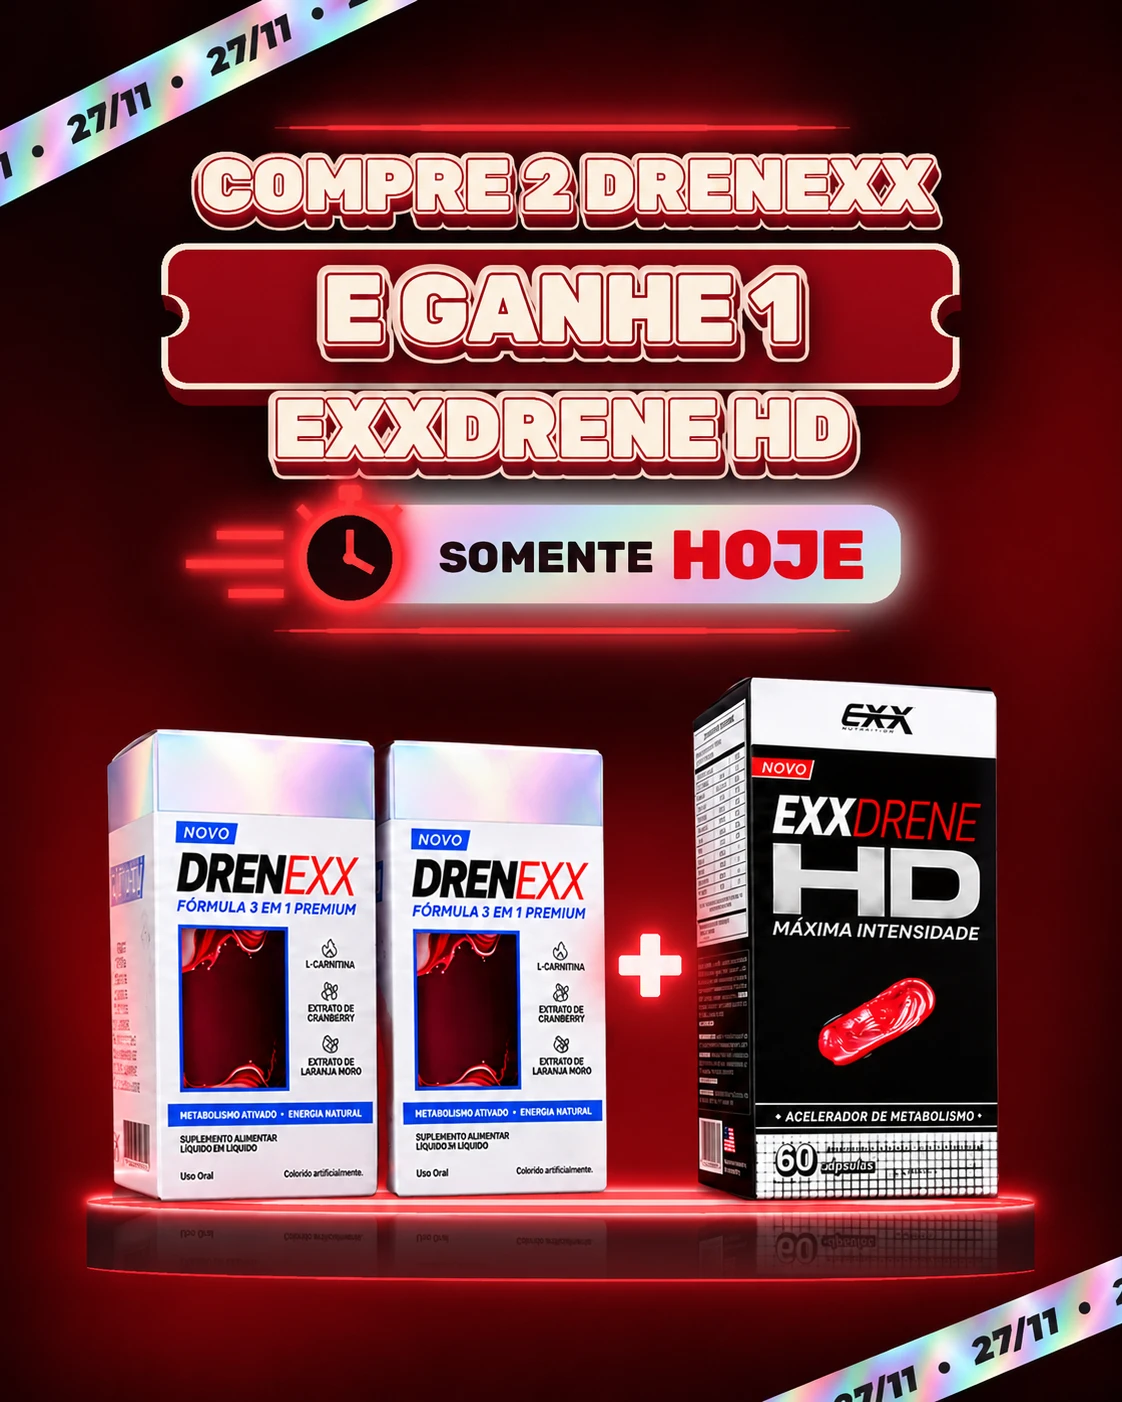 27/11 • 27/11 •
COMPRE 2 DRENEXX
E GANHE 1
EXXDRENE HD
SOMENTE HOJE
NOVO
DRENEXX
FÓRMULA 3 EM 1 PREMIUM
L-CARNITINA
EXTRATO DE
CRANBERRY
EXTRATO DE
LARANJA MORO
METABOLISMO ATIVADO • ENERGIA NATURAL
SUPLEMENTO ALIMENTAR
LÍQUIDO EM LÍQUIDO
Uso Oral
Colorido artificialmente.
NOVO
DRENEXX
FÓRMULA 3 EM 1 PREMIUM
L-CARNITINA
EXTRATO DE
CRANBERRY
EXTRATO DE
LARANJA MORO
METABOLISMO ATIVADO • ENERGIA NATURAL
SUPLEMENTO ALIMENTAR
LÍQUIDO LÍQUIDO
Uso Oral
Colorido artificialmente.
+
EXX
NUTRITION
NOVO
EXXDRENE
HD
MÁXIMA INTENSIDADE
• ACELERADOR DE METABOLISMO •
60 cápsulas
27/11 • 27/11 •